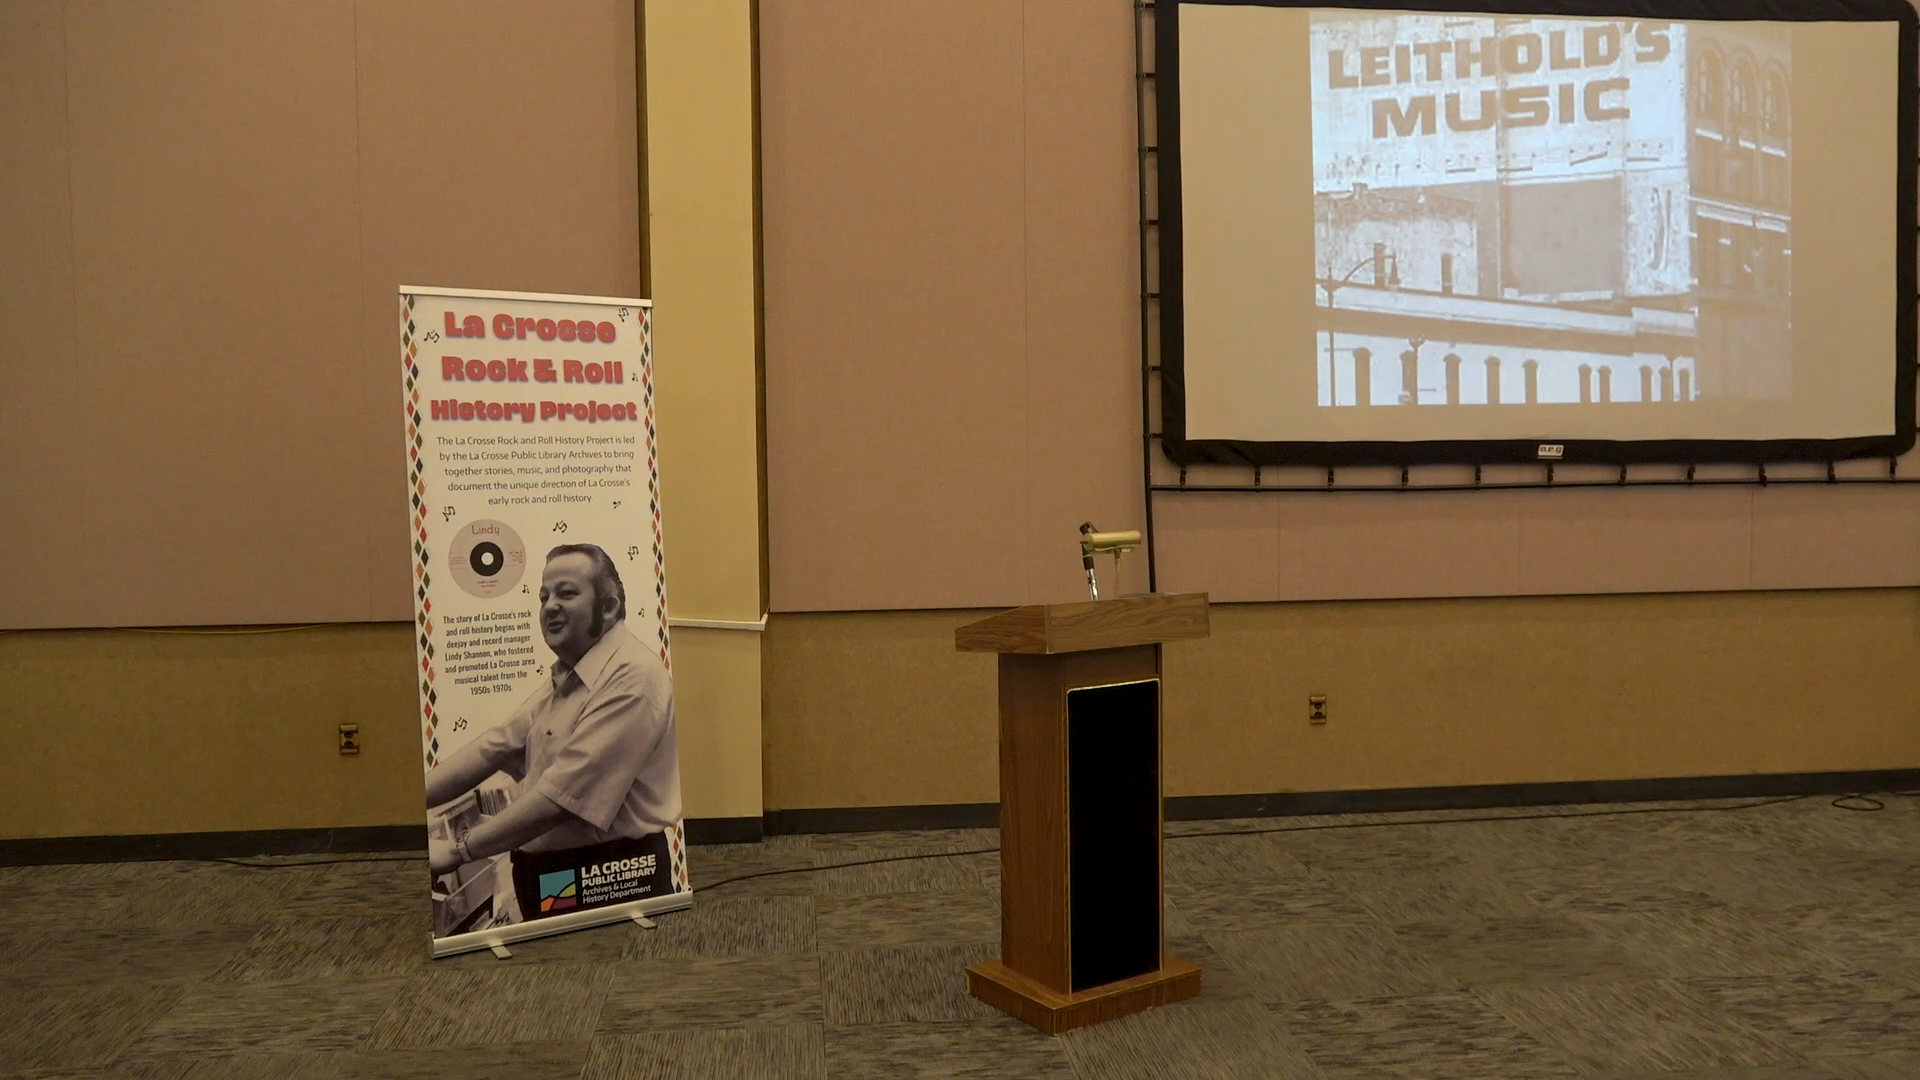 La Crosse
Rock & Roll
History Project
The La Crosse Rock and Roll History Project is led
by the La Crosse Public Library Archives to bring
together stories, music, and photography that
document the unique direction of La Crosse's
early rock and roll history.
Lindy
The story of La Crosse's rock
and roll history begins with
deejay and record manager
Lindy Shannon, who fostered
and promoted La Crosse area
musical talent from the
1950s-1970s.
LA CROSSE
PUBLIC LIBRARY
Archives & Local
History Department
LEITHOLD'S
MUSIC